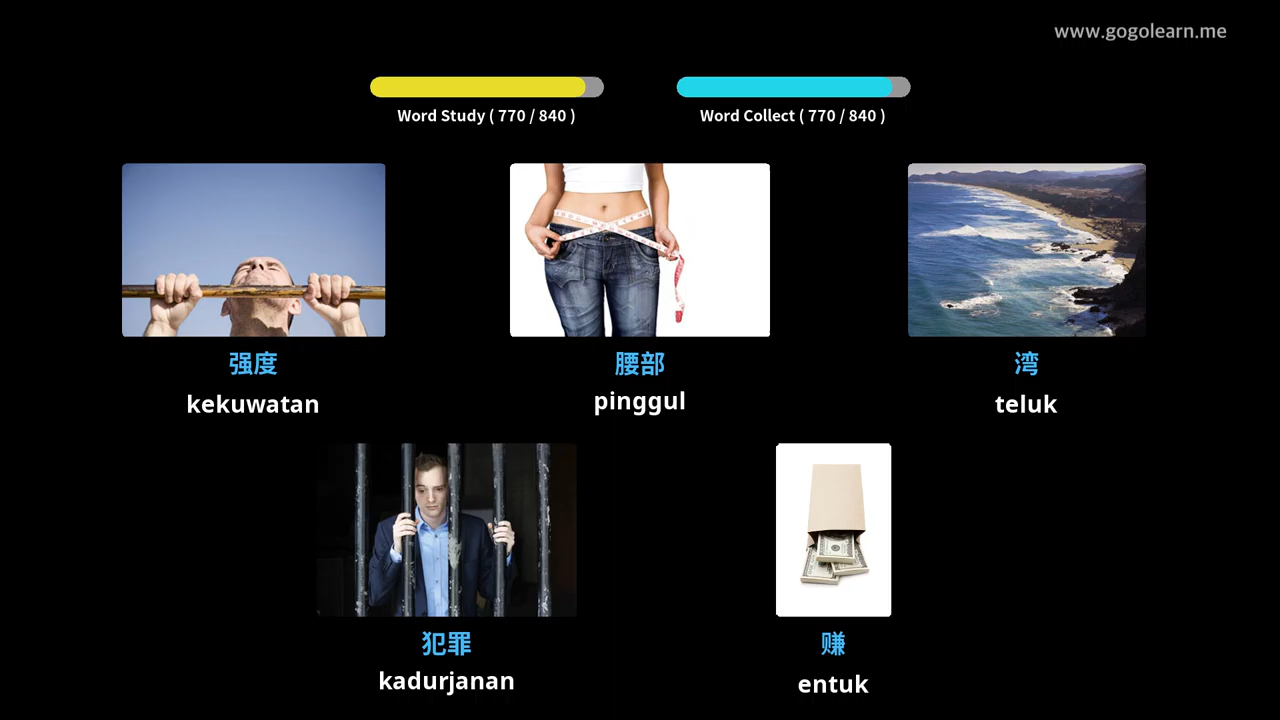 www.gogolearn.me
Word Study ( 770 / 840 )
Word Collect ( 770 / 840 )
强度
腰部
湾
kekuwatan
pinggul
teluk
犯罪
赚
kadurjanan
entuk